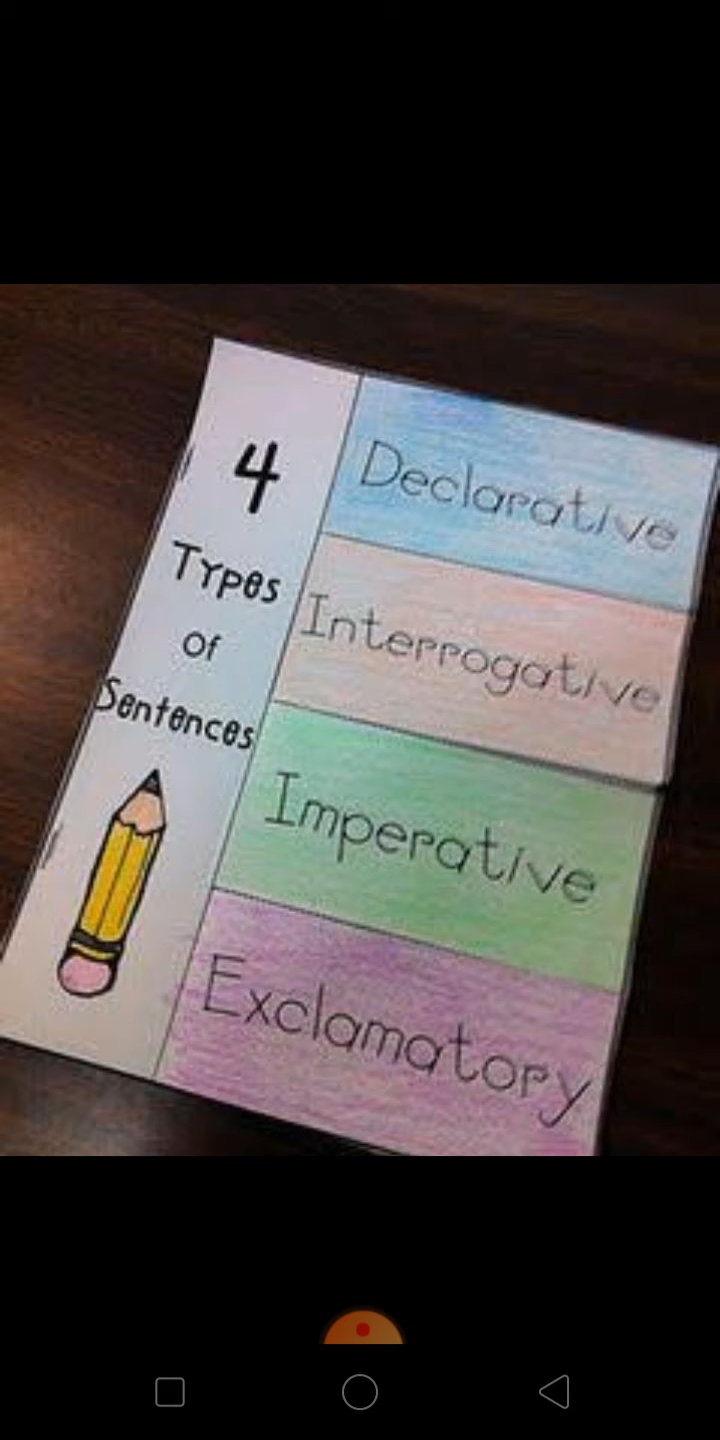 4
Types
Of
Sentences
Declarative
Interrogative
Imperative
Exclamatory